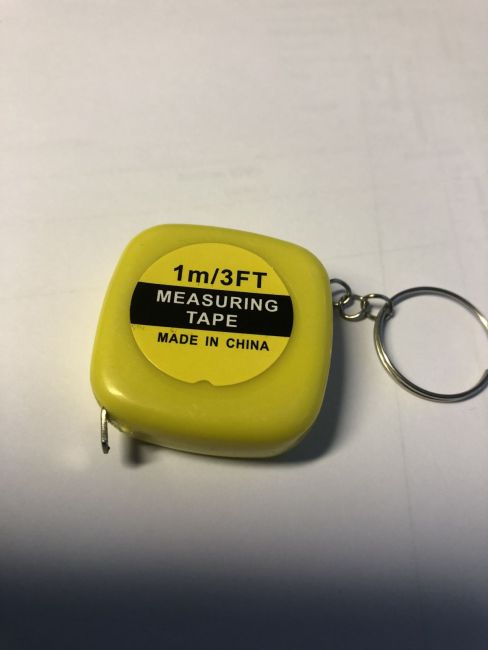 1m/3FT
MEASURING
TAPE
MADE IN CHINA